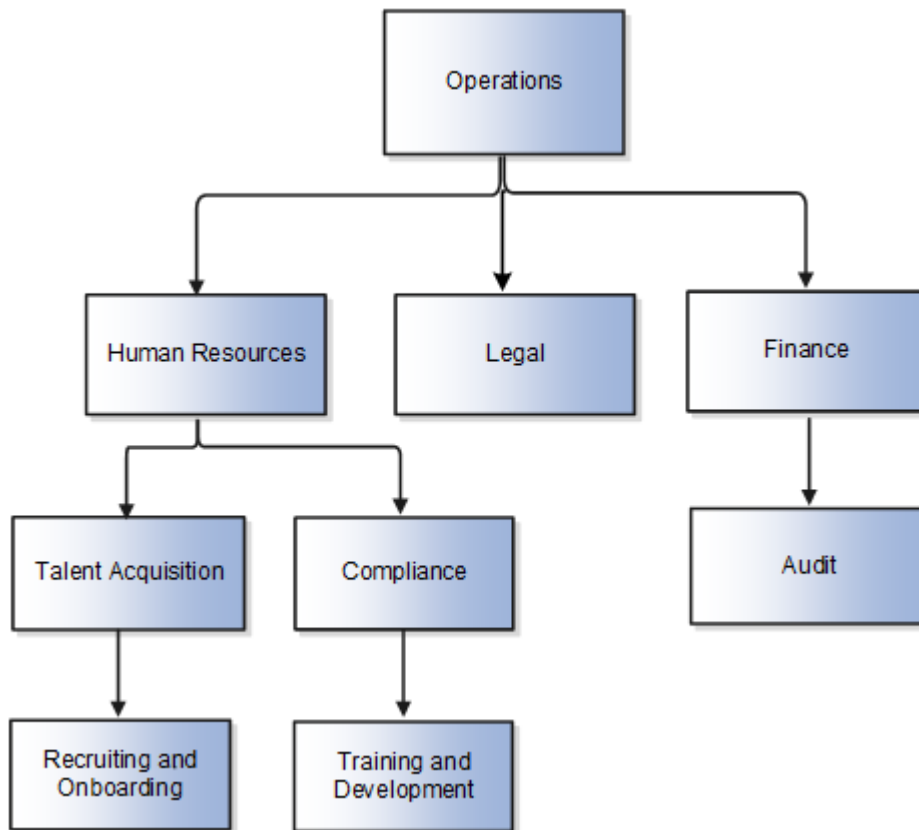 Operations
Human Resources
Legal
Finance
Talent Acquisition
Compliance
Audit
Recruiting and
Onboarding
Training and
Development